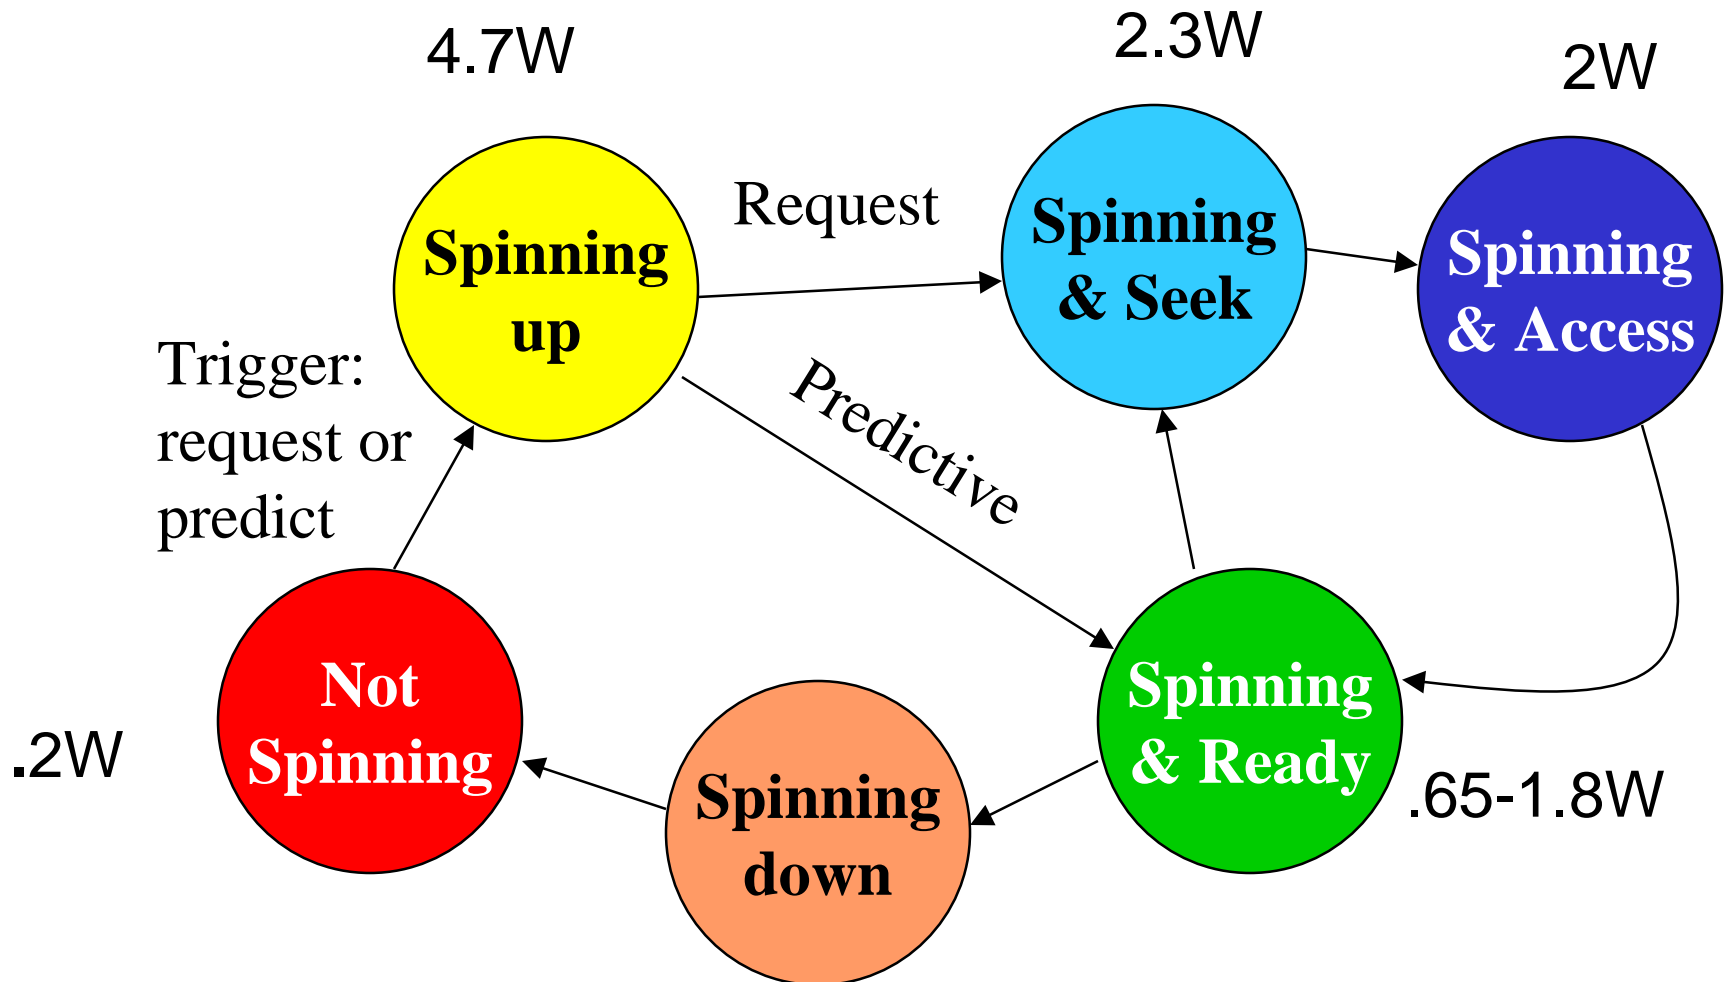 4.7W
2.3W
2W
Spinning
up
Request
Spinning
& Seek
Spinning
& Access
Trigger:
request or
predict
Predictive
Not
Spinning
.2W
Spinning
down
Spinning
& Ready
.65-1.8W